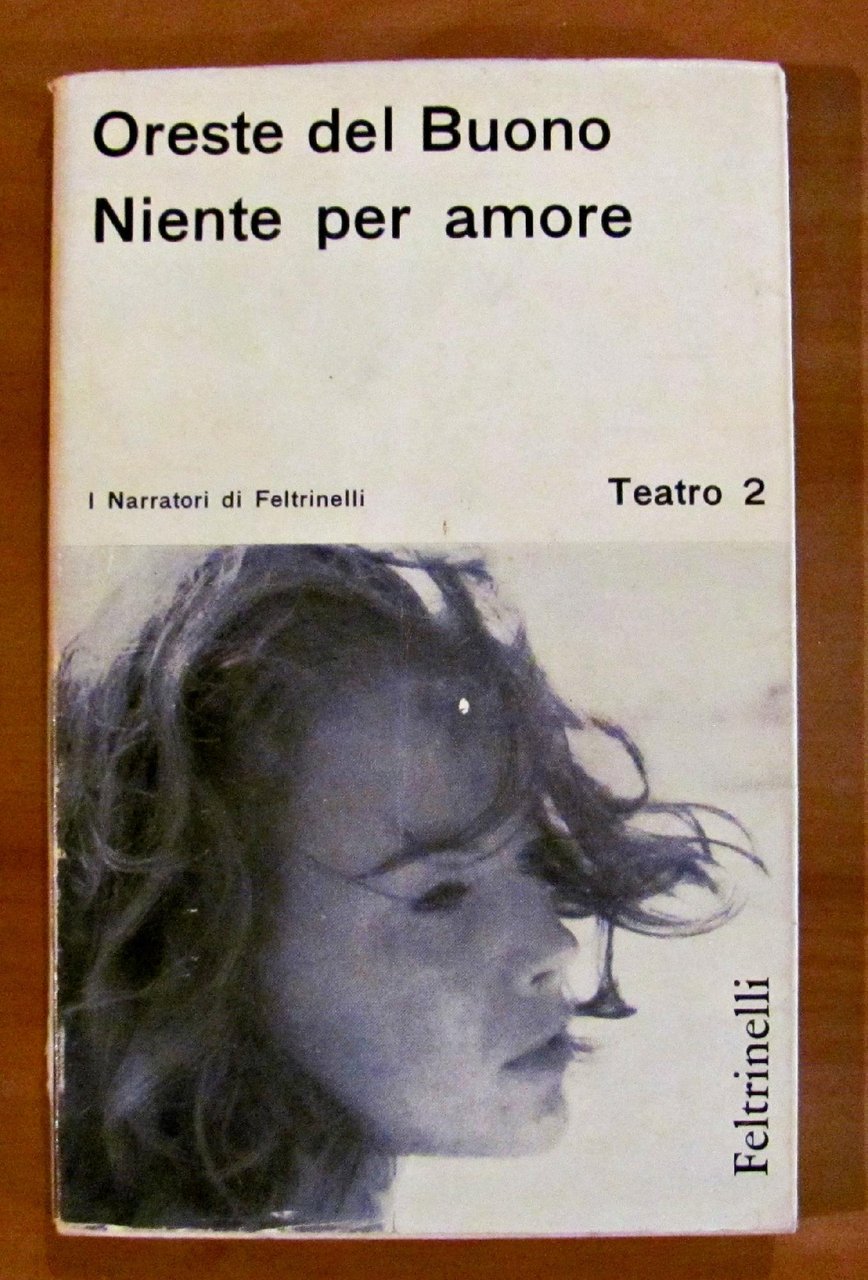 Oreste del Buono
Niente per amore
I Narratori di Feltrinelli
Teatro 2
Feltrinelli